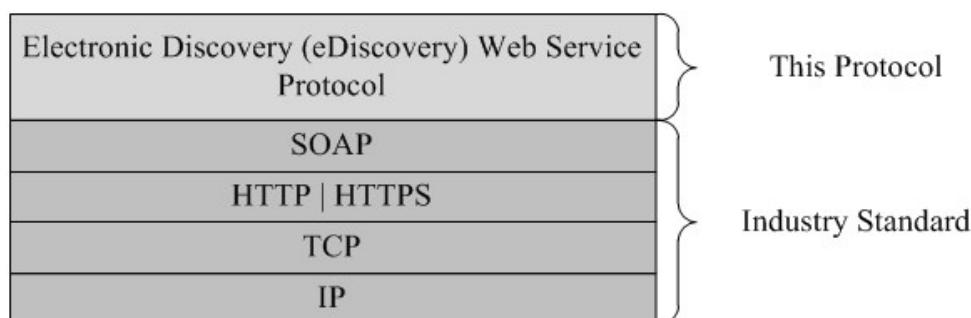 Electronic Discovery (eDiscovery) Web Service
Protocol
This Protocol
SOAP
HTTP | HTTPS
TCP
IP
Industry Standard